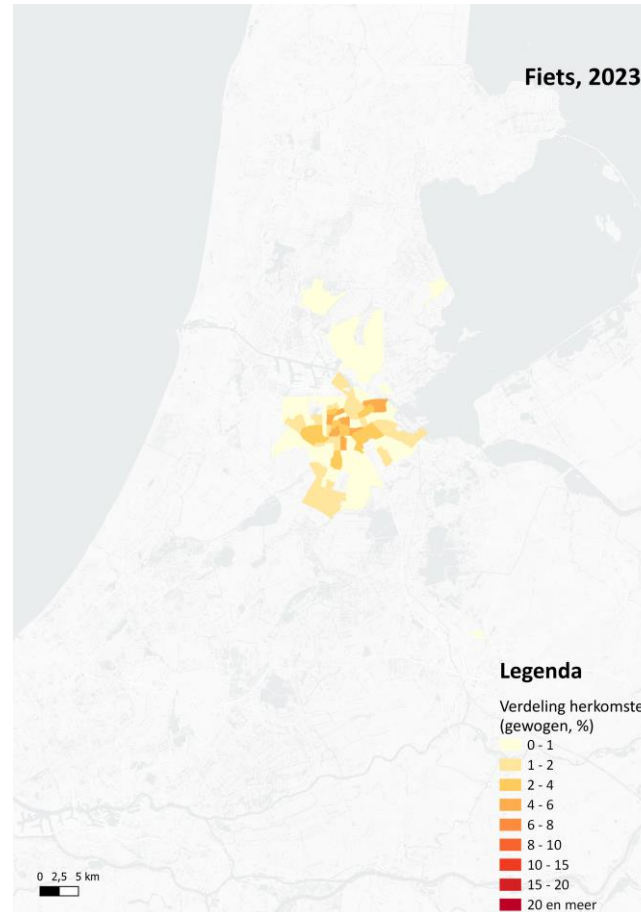 Fiets, 2023
Legenda
Verdeling herkomste
(gewogen, %)
0 - 1
1 - 2
2 - 4
4 - 6
6 - 8
8 - 10
10 - 15
15 - 20
20 en meer
0 2,5 5 km